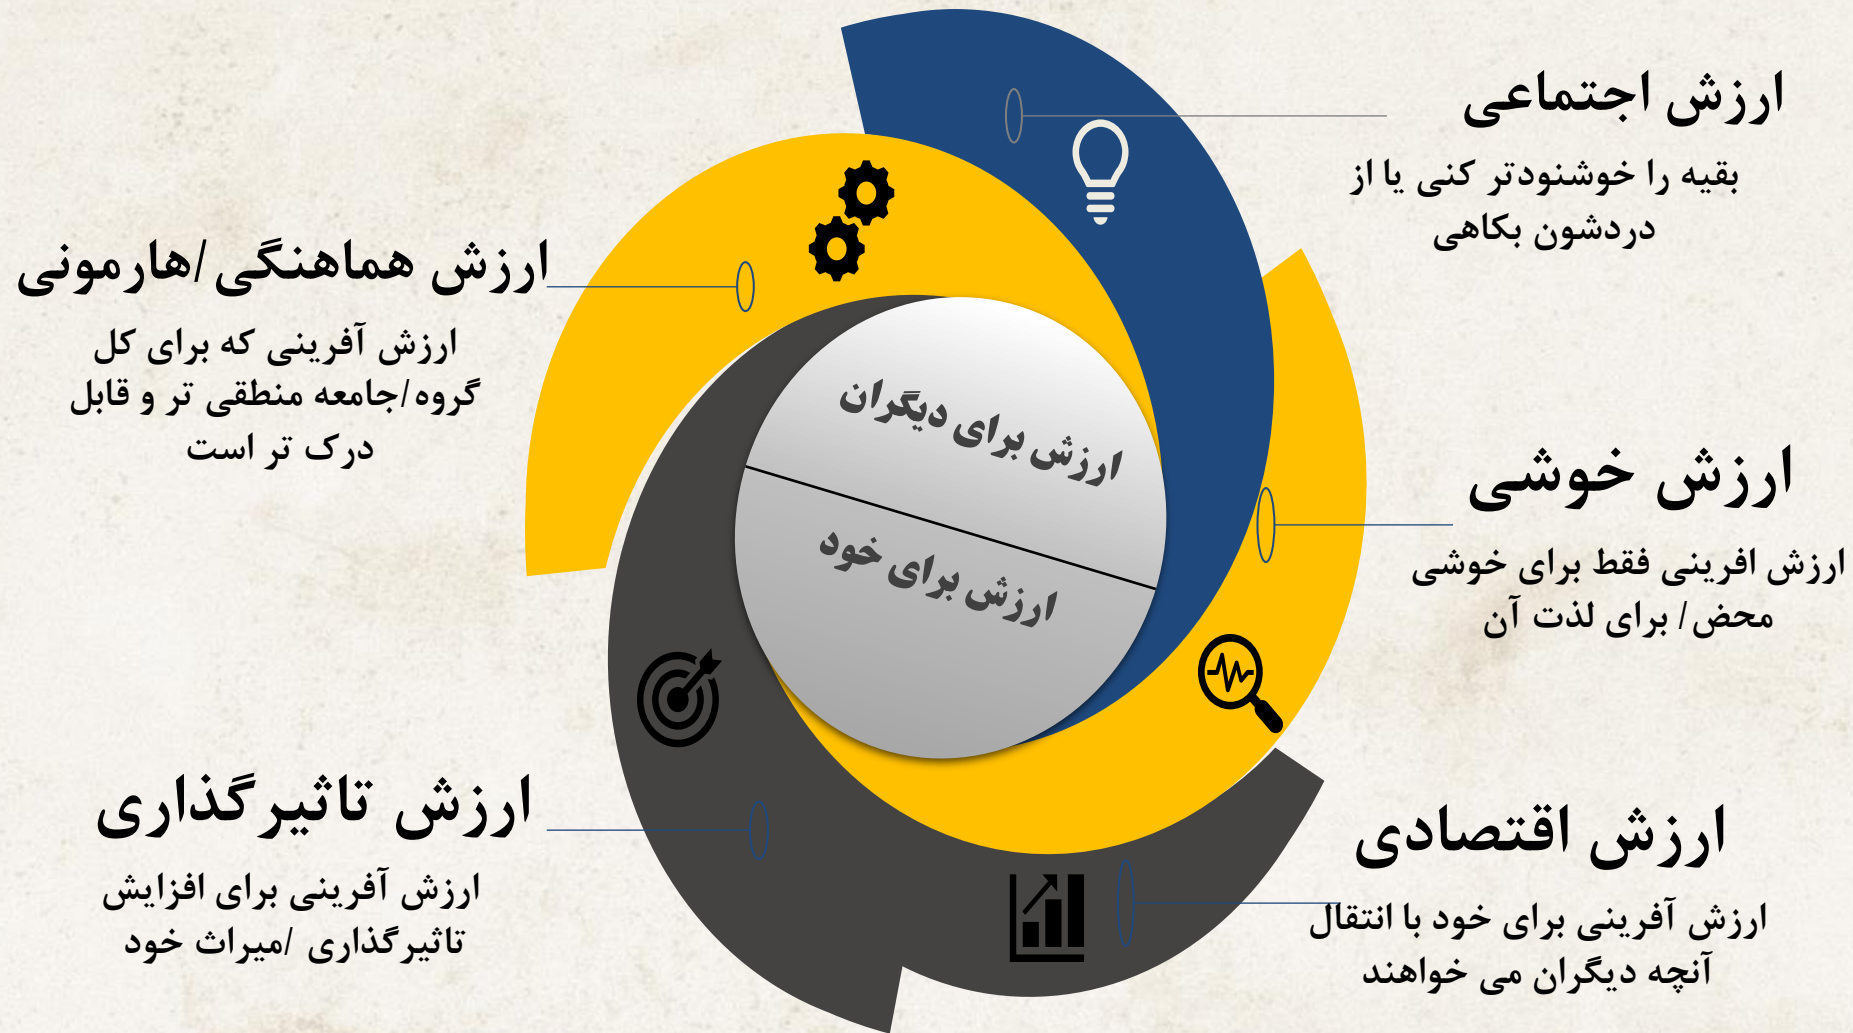 ارزش اجتماعی
بقیه را خوشنودتر کنی یا از
دردشون بکاهی
ارزش هماهنگی/هارمونی
ارزش آفرینی که برای کل
گروه/جامعه منطقی تر و قابل
درک تر است
ارزش برای دیگران
ارزش برای خود
ارزش خوشی
ارزش افرینی فقط برای خوشی
محض/ برای لذت آن
ارزش تاثیرگذاری
ارزش آفرینی برای افزایش
تاثیرگذاری /میراث خود
ارزش اقتصادی
ارزش آفرینی برای خود با انتقال
آنچه دیگران می خواهند